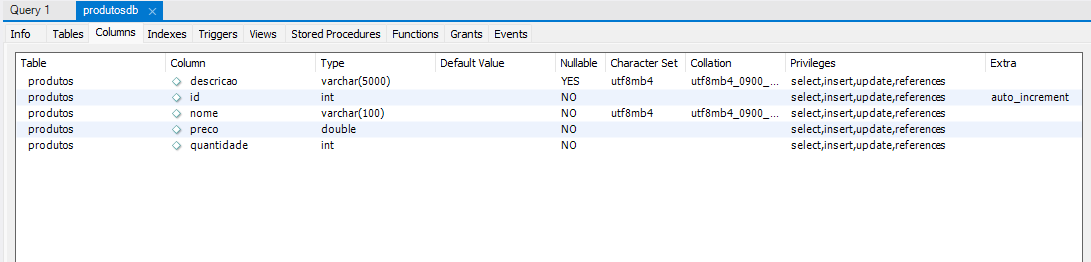 Query 1 produtosdb ×
Info Tables Columns Indexes Triggers Views Stored Procedures Functions Grants Events
Table Column Type Default Value Nullable Character Set Collation Privileges Extra
produtos descricao varchar(5000) YES utf8mb4 utf8mb4_0900_... select,insert,update,references
produtos id int NO select,insert,update,references auto_increment
produtos nome varchar(100) NO utf8mb4 utf8mb4_0900_... select,insert,update,references
produtos preco double NO select,insert,update,references
produtos quantidade int NO select,insert,update,references